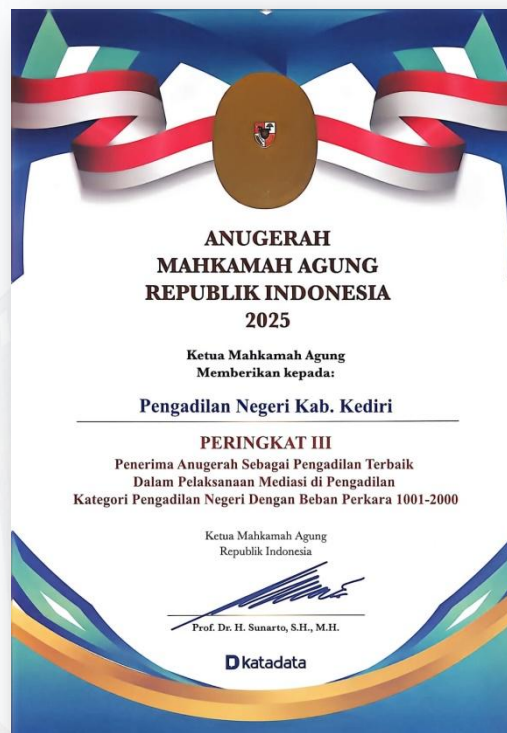 ANUGERAH
MAHKAMAH AGUNG
REPUBLIK INDONESIA
2025
Ketua Mahkamah Agung
Memberikan kepada:
Pengadilan Negeri Kab. Kediri
PERINGKAT III
Penerima Anugerah Sebagai Pengadilan Terbaik
Dalam Pelaksanaan Mediasi di Pengadilan
Kategori Pengadilan Negeri Dengan Beban Perkara 1001-2000
Ketua Mahkamah Agung
Republik Indonesia
Prof. Dr. H. Sunarto, S.H., M.H.
katadata